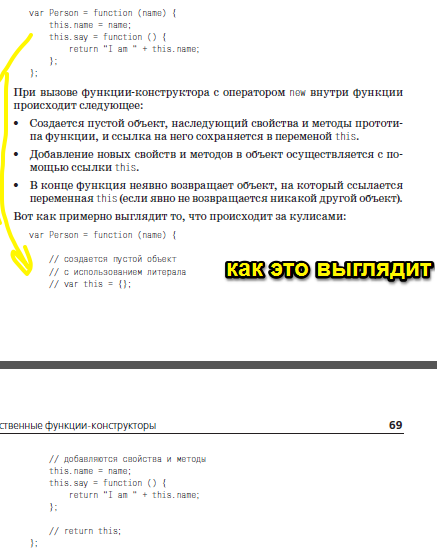 var Person = function (name) {
this.name = name;
this.say = function () {
return "I am " + this.name;
};
};
При вызове функции-конструктора с оператором new внутри функции
происходит следующее:
• Создается пустой объект, наследующий свойства и методы прототи-
па функции, и ссылка на него сохраняется в переменой this.
• Добавление новых свойств и методов в объект осуществляется с по-
мощью ссылки this.
• В конце функция неявно возвращает объект, на который ссылается
переменная this (если явно не возвращается никакой другой объект).
Вот как примерно выглядит то, что происходит за кулисами:
var Person = function (name) {
// создается пустой объект
// с использованием литерала
// var this = {};
как это выглядит
ственные функции-конструкторы 69
// добавляются свойства и методы
this.name = name;
this.say = function () {
return "I am " + this.name;
};
// return this;
};